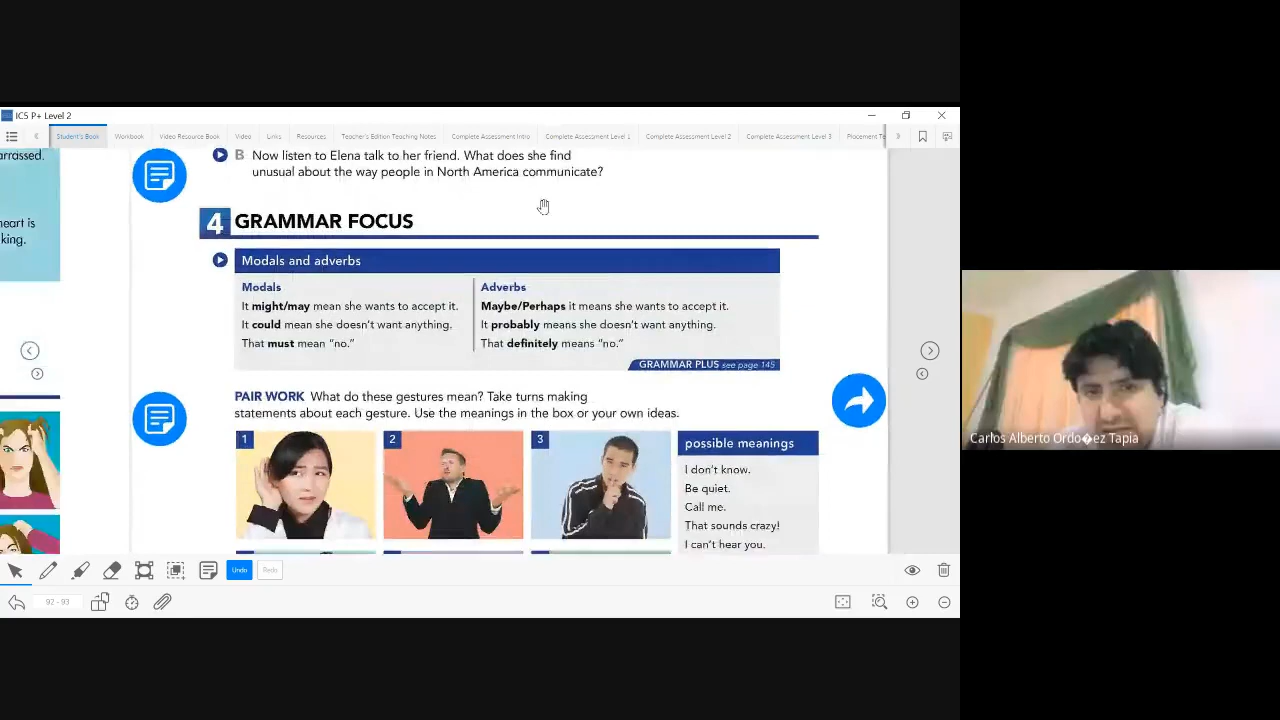 IC5 P+ Level 2
Student's Book Workbook Video Resource Book Video Links Resources Teacher's Edition Teaching Notes Complete Assessment Intro Complete Assessment Level 1 Complete Assessment Level 2 Complete Assessment Level 3 Placement
arrassed.
heart is
king.
B Now listen to Elena talk to her friend. What does she find
unusual about the way people in North America communicate?
4 GRAMMAR FOCUS
Modals and adverbs
Modals
It might/may mean she wants to accept it.
It could mean she doesn't want anything.
That must mean "no."
Adverbs
Maybe/Perhaps it means she wants to accept it.
It probably means she doesn't want anything.
That definitely means "no."
GRAMMAR PLUS see page 145
PAIR WORK What do these gestures mean? Take turns making
statements about each gesture. Use the meanings in the box or your own ideas.
1
2
3
possible meanings
I don't know.
Be quiet.
Call me.
That sounds crazy!
I can't hear you.
Undo
Redo
92 - 93
Carlos Alberto Ordo�ez Tapia